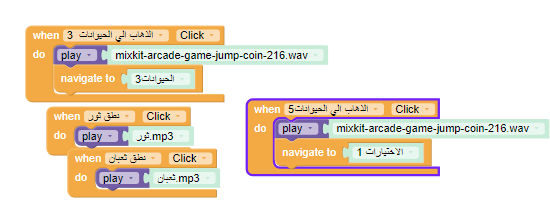 when الذهاب الي الحيوانات 3 Click
do play mixkit-arcade-game-jump-coin-216.wav
navigate to الحيوانات3
when نطق ثور Click
do play ثور.mp3
when نطق ثعبان Click
do play ثعبان.mp3
when الذهاب الي الحيوانات5 Click
do play mixkit-arcade-game-jump-coin-216.wav
navigate to الاختيارات 1